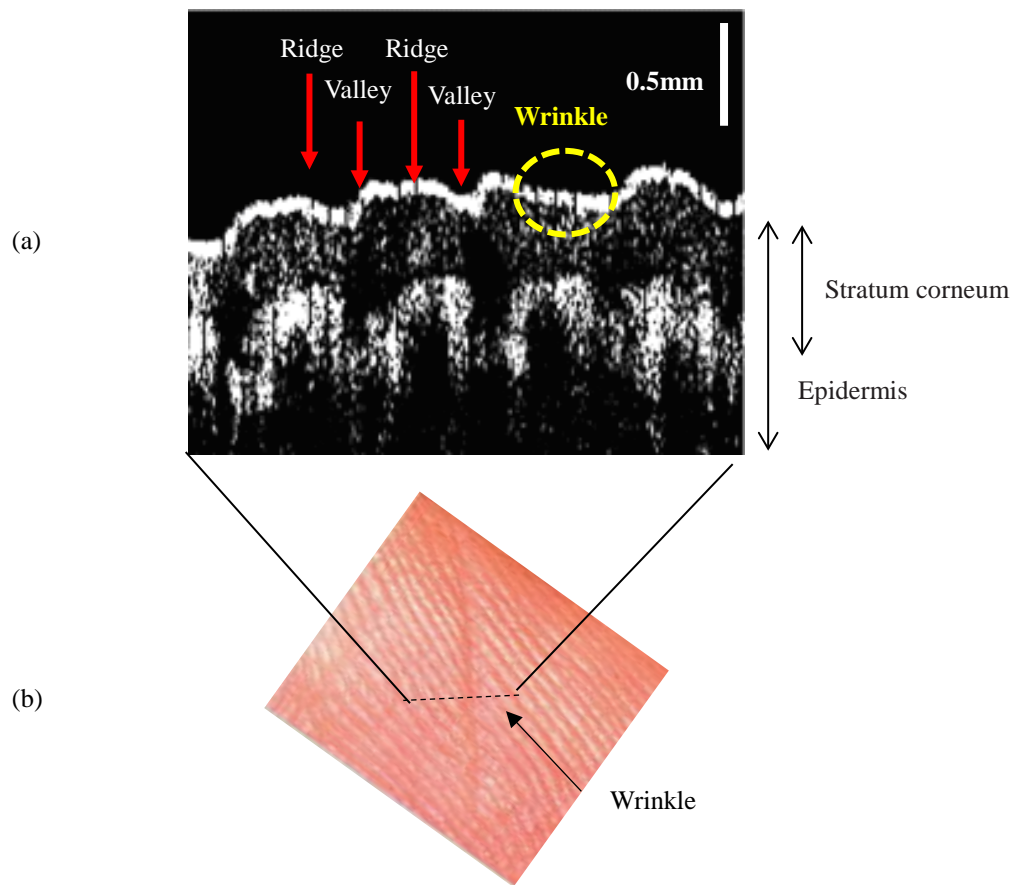 Ridge
Ridge
Valley
Valley
0.5mm
Wrinkle
(a)
Stratum corneum
Epidermis
(b)
Wrinkle